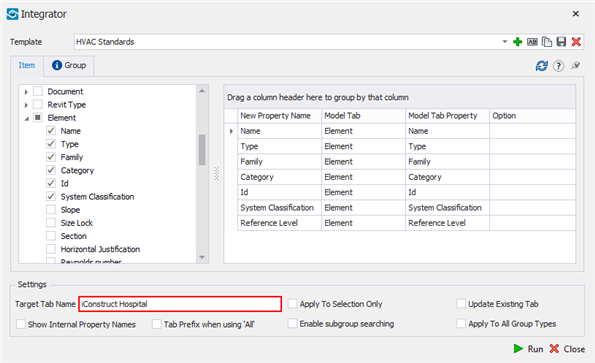 Integrator
Template HVAC Standards
Item Group
Document
Revit Type
Element
Name
Type
Family
Category
Id
System Classification
Slope
Size Lock
Section
Horizontal Justification
Reynolds number
Drag a column header here to group by that column
New Property Name Model Tab Model Tab Property Option
Name Element Name
Type Element Type
Family Element Family
Category Element Category
Id Element Id
System Classification Element System Classification
Reference Level Element Reference Level
Settings
Target Tab Name iConstruct Hospital Apply To Selection Only Update Existing Tab
Show Internal Property Names Tab Prefix when using 'All' Enable subgroup searching Apply To All Group Types
Run Close